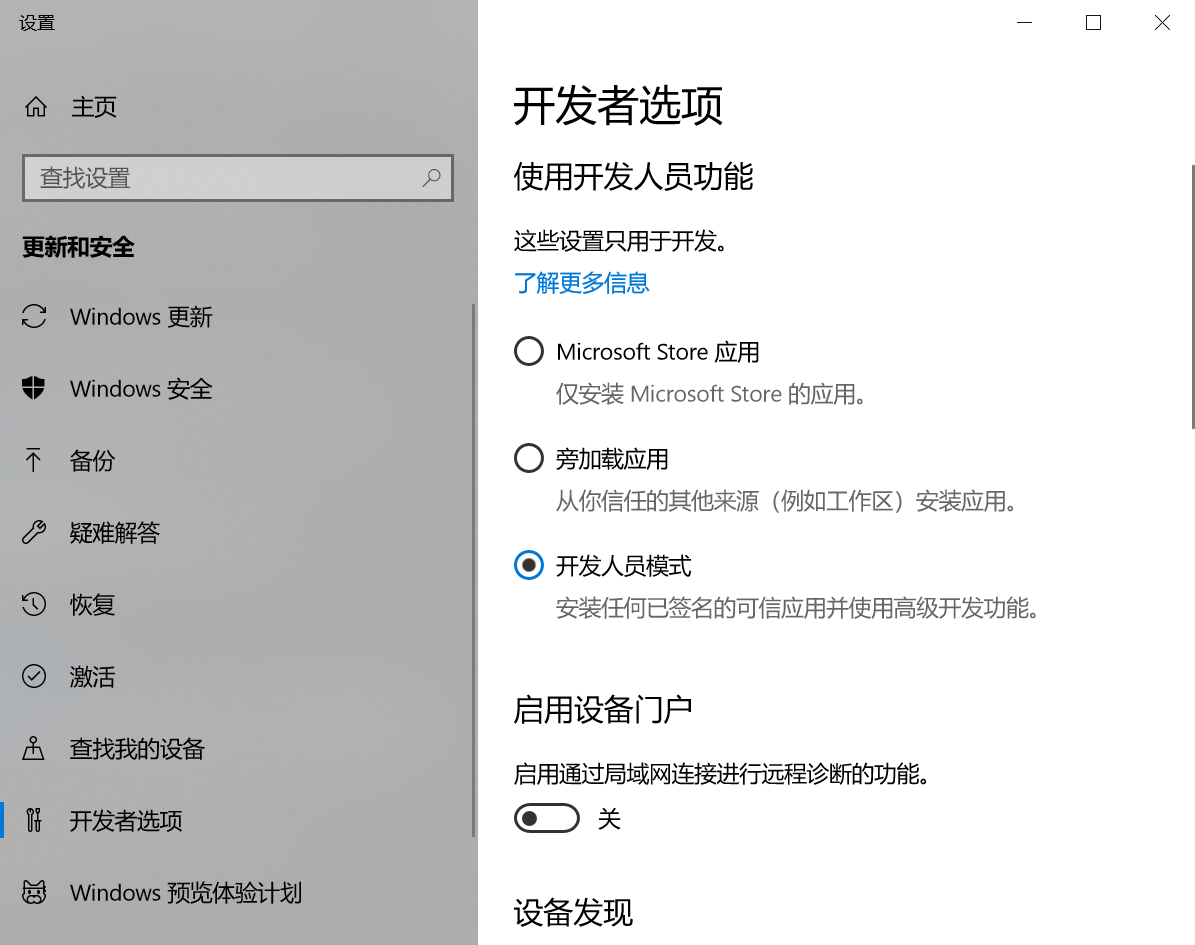 设置
主页
查找设置
更新和安全
Windows 更新
Windows 安全
备份
疑难解答
恢复
激活
查找我的设备
开发者选项
Windows 预览体验计划
开发者选项
使用开发人员功能
这些设置只用于开发。
了解更多信息
Microsoft Store 应用
仅安装 Microsoft Store 的应用。
旁加载应用
从你信任的其他来源（例如工作区）安装应用。
开发人员模式
安装任何已签名的可信应用并使用高级开发功能。
启用设备门户
启用通过局域网连接进行远程诊断的功能。
关
设备发现